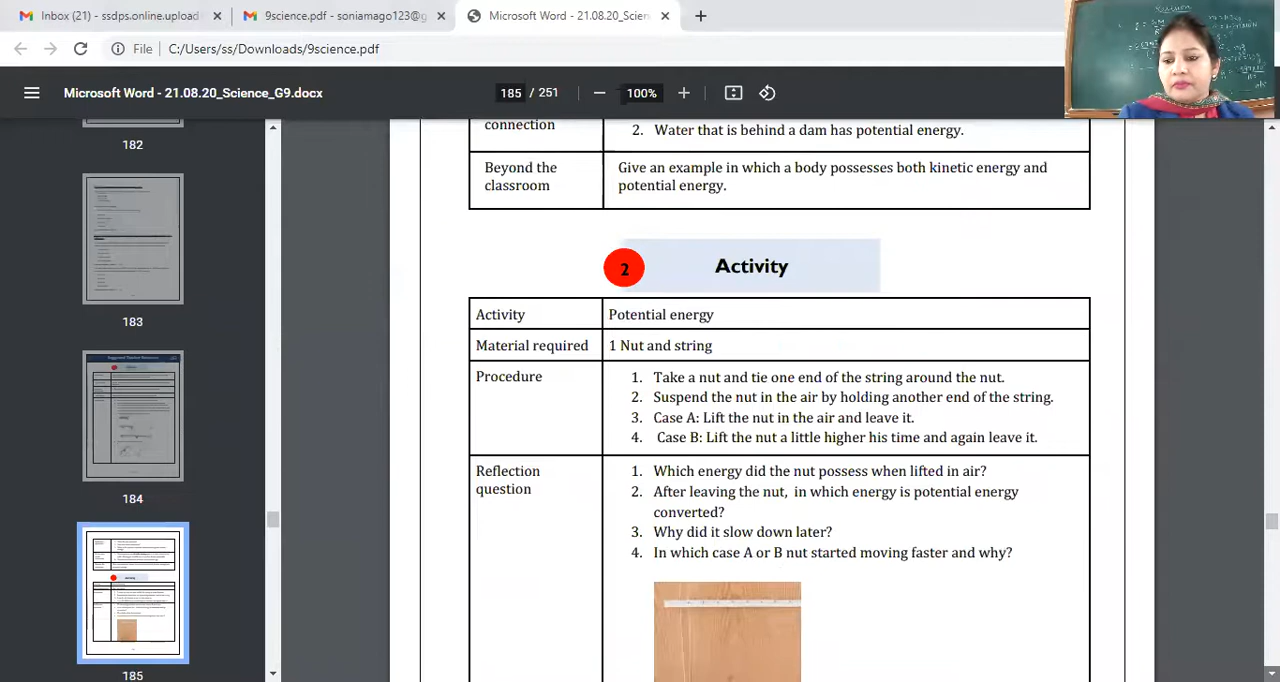 Inbox (21) - ssdps.online.upload
9science.pdf - soniamago123@g
Microsoft Word - 21.08.20_Scien
File
C:/Users/ss/Downloads/9science.pdf
Microsoft Word - 21.08.20_Science_G9.docx
185 / 251
100%
182
183
184
185
connection
2. Water that is behind a dam has potential energy.
Beyond the classroom
Give an example in which a body possesses both kinetic energy and
potential energy.
2
Activity
Activity
Potential energy
Material required
1 Nut and string
Procedure
1. Take a nut and tie one end of the string around the nut.
2. Suspend the nut in the air by holding another end of the string.
3. Case A: Lift the nut in the air and leave it.
4. Case B: Lift the nut a little higher his time and again leave it.
Reflection
question
1. Which energy did the nut possess when lifted in air?
2. After leaving the nut, in which energy is potential energy
converted?
3. Why did it slow down later?
4. In which case A or B nut started moving faster and why?